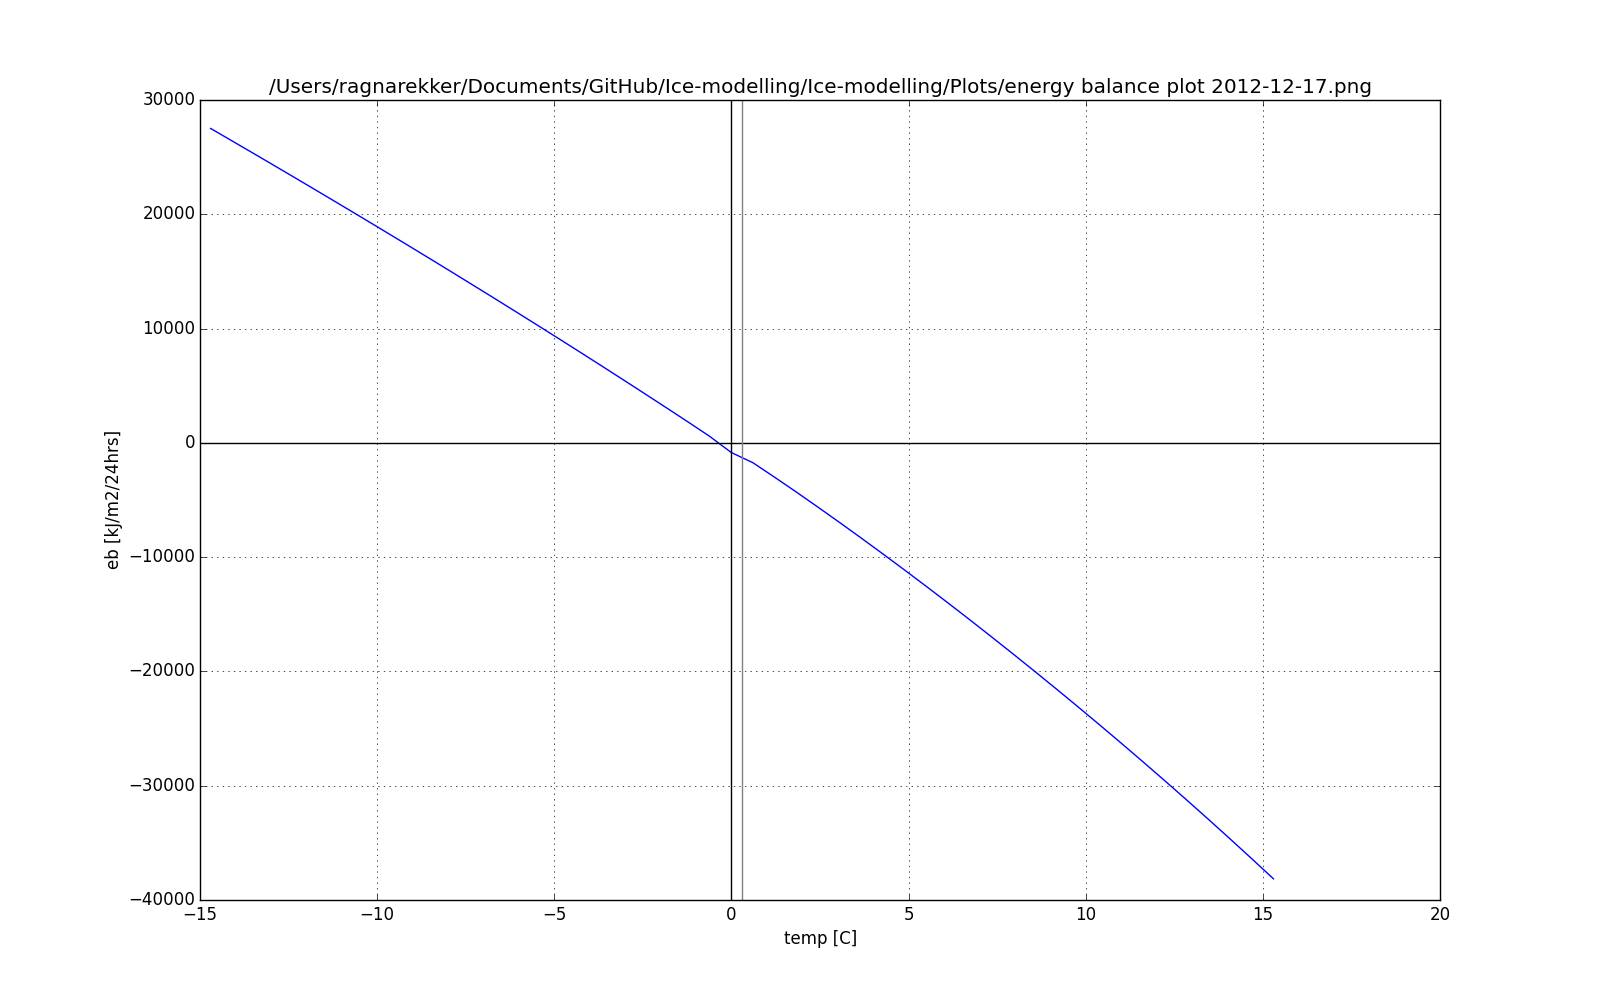 /Users/ragnarekker/Documents/GitHub/Ice-modelling/Ice-modelling/Plots/energy balance plot 2012-12-17.png
30000
20000
10000
0
−10000
−20000
−30000
−40000
eb [kJ/m2/24hrs]
−15 −10 −5 0 5 10 15 20
temp [C]